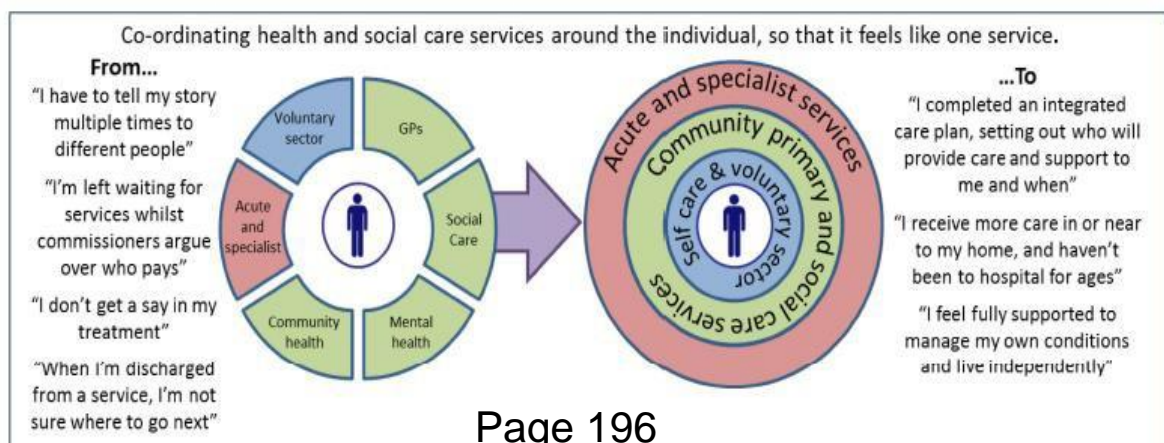 Co-ordinating health and social care services around the individual, so that it feels like one service.
From...
"I have to tell my story
multiple times to
different people"
"I'm left waiting for
services whilst
commissioners argue
over who pays"
"I don't get a say in my
treatment"
"When I'm discharged
from a service, I'm not
sure where to go next"
Voluntary
sector
GPs
Acute
and
specialist
Social
Care
Community
health
Mental
health
Acute and specialist services
Community primary and social care services
Self care & voluntary sector
...To
"I completed an integrated
care plan, setting out who will
provide care and support to
me and when"
"I receive more care in or near
to my home, and haven't
been to hospital for ages"
"I feel fully supported to
manage my own conditions
and live independently"
Page 196